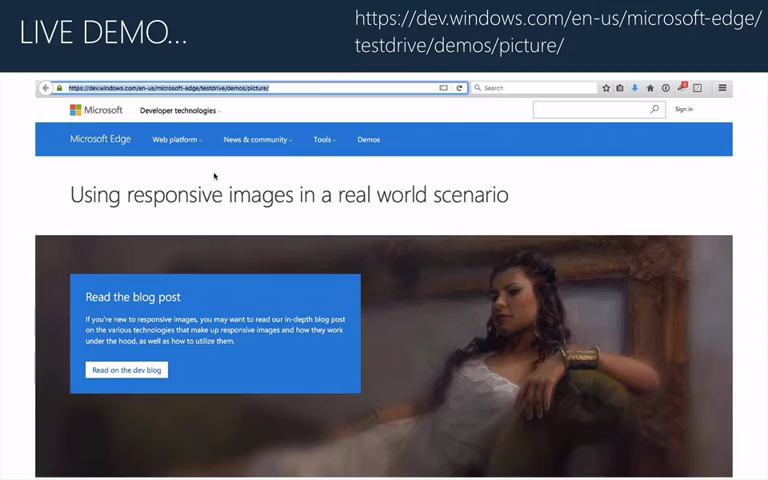 LIVE DEMO...
https://dev.windows.com/en-us/microsoft-edge/
testdrive/demos/picture/
https://dev.windows.com/en-us/microsoft-edge/testdrive/demos/picture/
Search
Microsoft
Developer technologies
Sign in
Microsoft Edge
Web platform
News & community
Tools
Demos
Using responsive images in a real world scenario
Read the blog post
If you're new to responsive images, you may want to read our in-depth blog post
on the various technologies that make up responsive images and how they work
under the hood, as well as how to utilize them.
Read on the dev blog